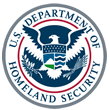 U.S. DEPARTMENT OF
HOMELAND SECURITY